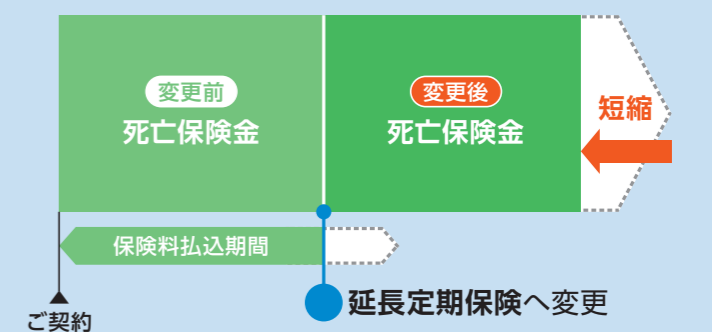 変更前
死亡保険金
変更後
死亡保険金
短縮
保険料払込期間
ご契約
延長定期保険へ変更